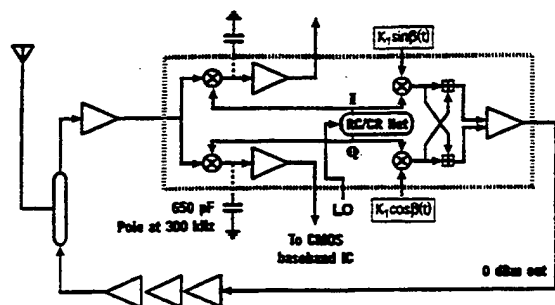 K₁sinβ(t)
I
RC/CR Net
Q
LO
K₁cosβ(t)
650 pF
Pole at 300 kHz
To CMOS
baseband IC
0 dBm out